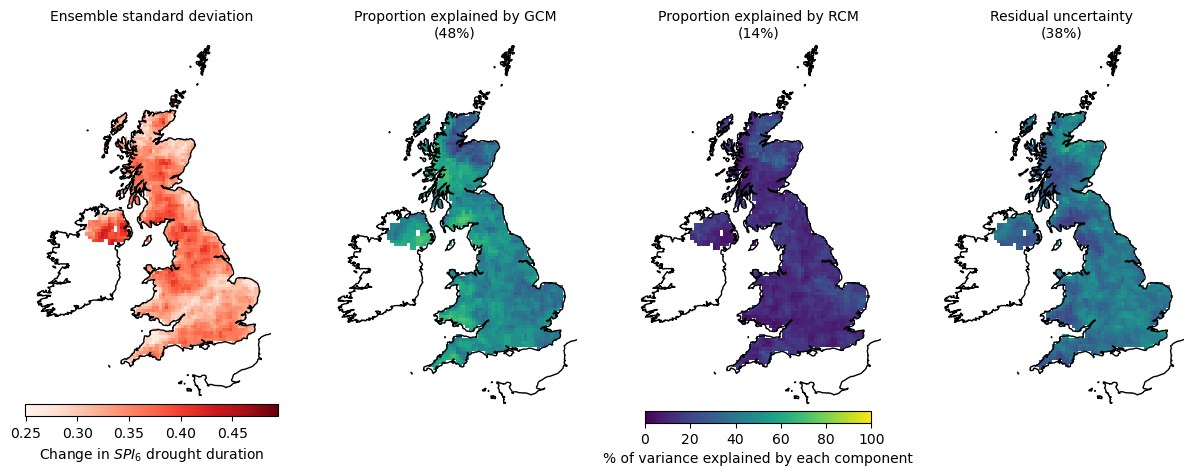 Ensemble standard deviation
Proportion explained by GCM
(48%)
Proportion explained by RCM
(14%)
Residual uncertainty
(38%)
0.25 0.30 0.35 0.40 0.45
Change in SPI₆ drought duration
0 20 40 60 80 100
% of variance explained by each component